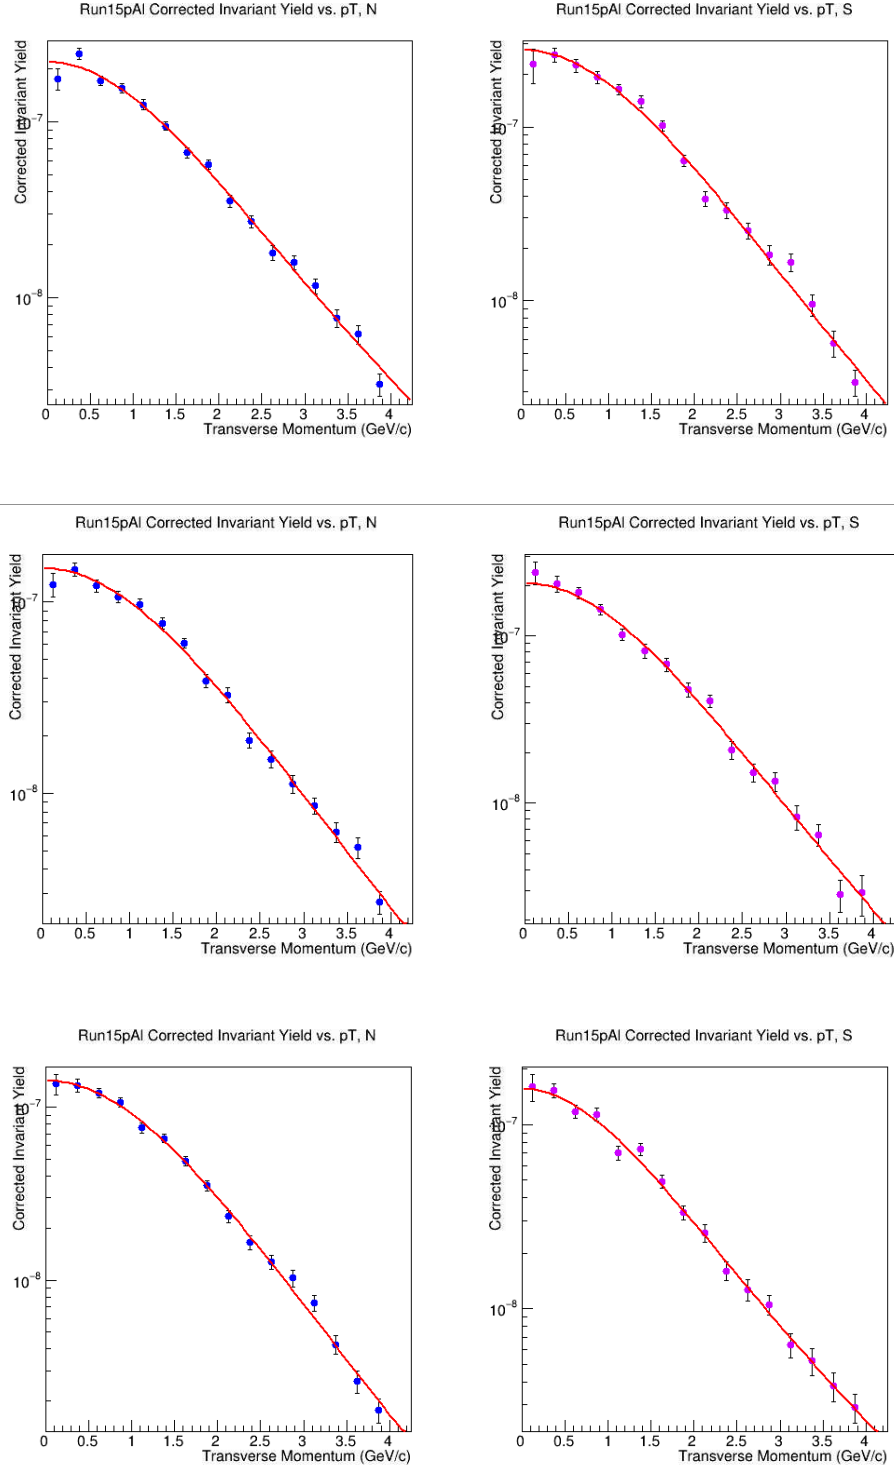 Run15pAl Corrected Invariant Yield vs. pT, N
Corrected Invariant Yield
10⁻⁷
10⁻⁸
0 0.5 1 1.5 2 2.5 3 3.5 4
Transverse Momentum (GeV/c)
Run15pAl Corrected Invariant Yield vs. pT, S
Corrected Invariant Yield
10⁻⁷
10⁻⁸
0 0.5 1 1.5 2 2.5 3 3.5 4
Transverse Momentum (GeV/c)
Run15pAl Corrected Invariant Yield vs. pT, N
Corrected Invariant Yield
10⁻⁷
10⁻⁸
0 0.5 1 1.5 2 2.5 3 3.5 4
Transverse Momentum (GeV/c)
Run15pAl Corrected Invariant Yield vs. pT, S
Corrected Invariant Yield
10⁻⁷
10⁻⁸
0 0.5 1 1.5 2 2.5 3 3.5 4
Transverse Momentum (GeV/c)
Run15pAl Corrected Invariant Yield vs. pT, N
Corrected Invariant Yield
10⁻⁷
10⁻⁸
0 0.5 1 1.5 2 2.5 3 3.5 4
Transverse Momentum (GeV/c)
Run15pAl Corrected Invariant Yield vs. pT, S
Corrected Invariant Yield
10⁻⁷
10⁻⁸
0 0.5 1 1.5 2 2.5 3 3.5 4
Transverse Momentum (GeV/c)